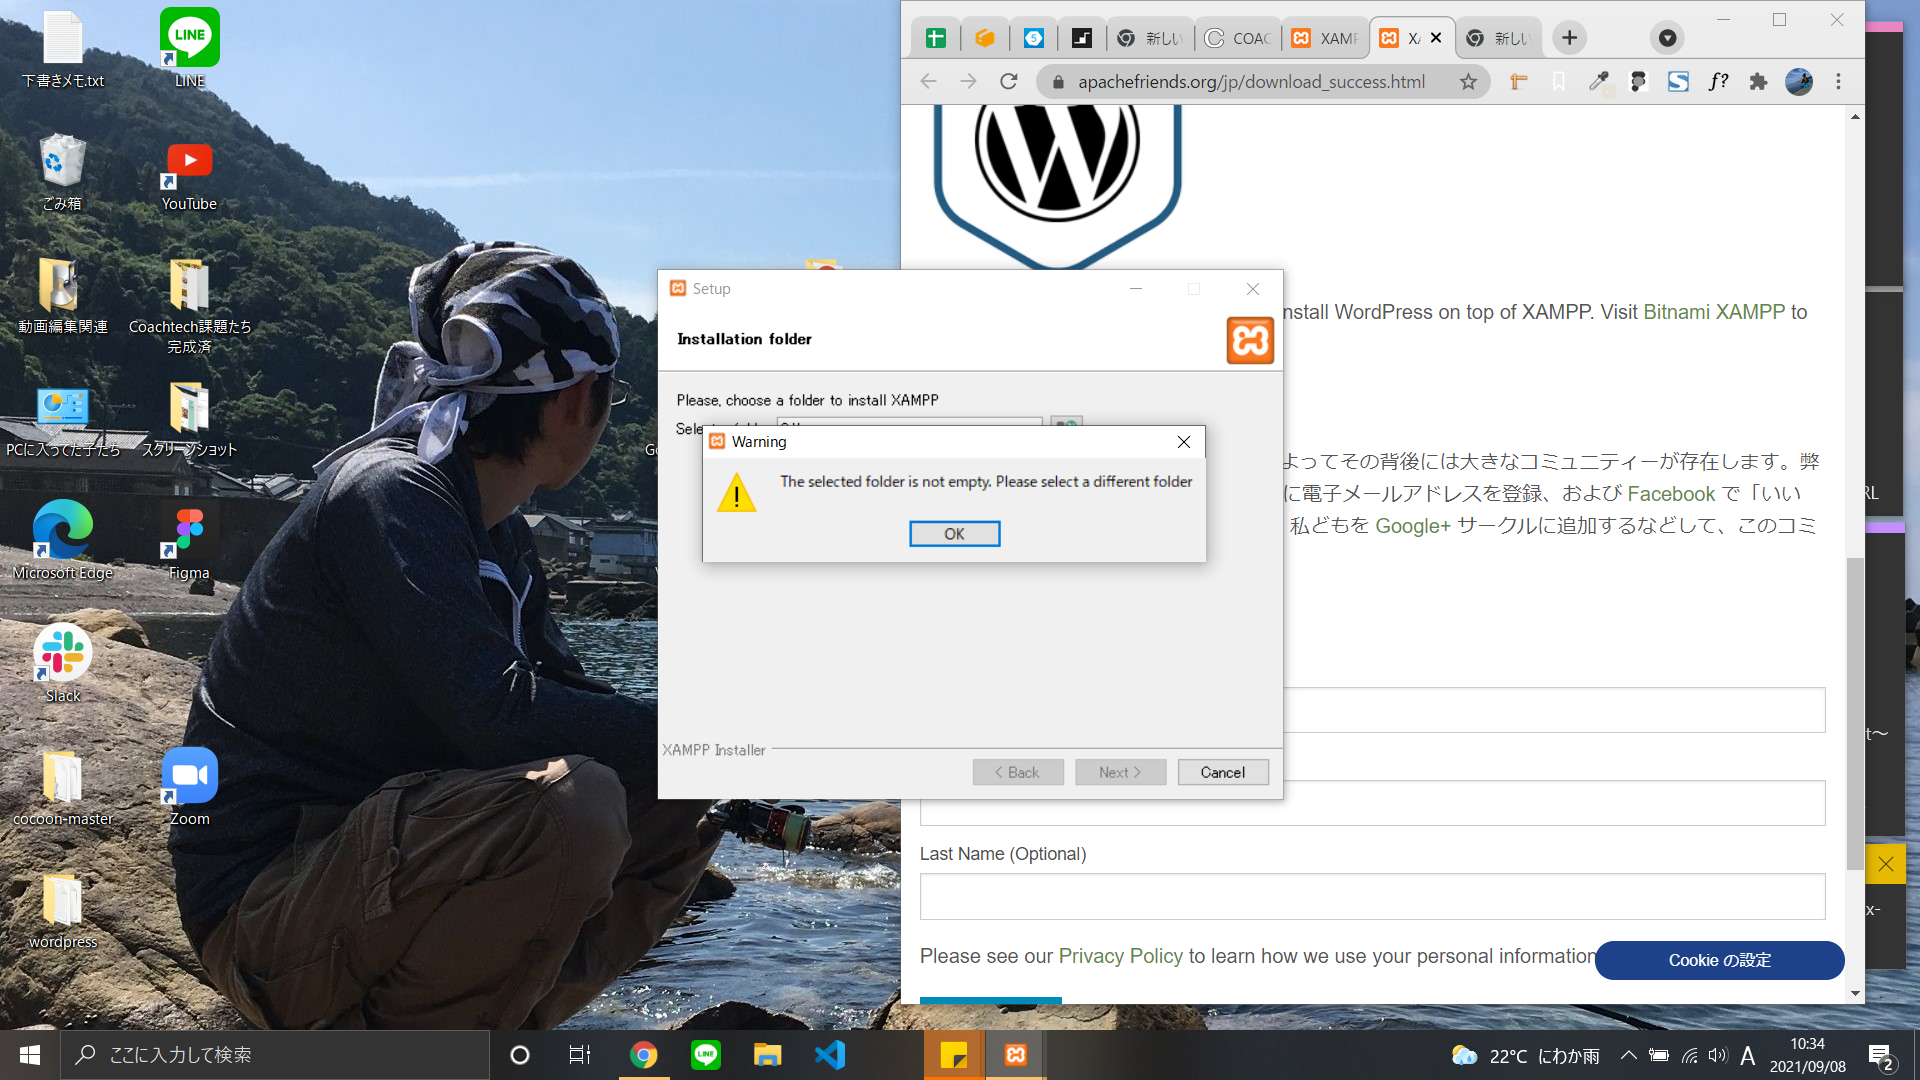 下書きメモ.txt
LINE
LINE
ごみ箱
YouTube
動画編集関連
Coachtech課題たち
完成済
PCに入ってた子たち
スクリーンショット
Microsoft Edge
Figma
Slack
cocoon-master
Zoom
wordpress
新しい
COAC
XAMP
XA
新しい
apachefriends.org/jp/download_success.html
f?
nstall WordPress on top of XAMPP. Visit Bitnami XAMPP to
よってその背後には大きなコミュニティーが存在します。弊
に電子メールアドレスを登録、および Facebook で「いい
私どもを Google+ サークルに追加するなどして、このコミ
Last Name (Optional)
Please see our Privacy Policy to learn how we use your personal information
Cookie の設定
Setup
Installation folder
Please, choose a folder to install XAMPP
Warning
The selected folder is not empty. Please select a different folder
OK
XAMPP Installer
< Back
Next >
Cancel
RL
t～
x-
ここに入力して検索
LINE
22°C にわか雨
A
10:34
2021/09/08
2